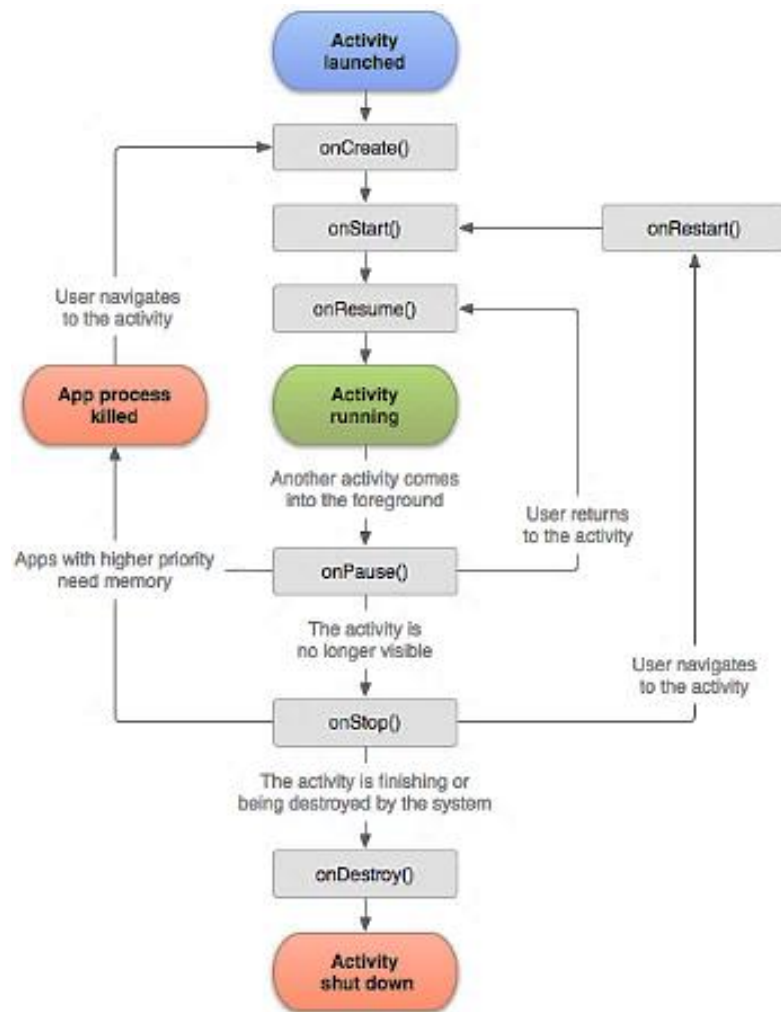 Activity
launched
onCreate()
onStart()
onRestart()
User navigates
to the activity
onResume()
App process
killed
Activity
running
Another activity comes
into the foreground
User returns
to the activity
Apps with higher priority
need memory
onPause()
The activity is
no longer visible
User navigates
to the activity
onStop()
The activity is finishing or
being destroyed by the system
onDestroy()
Activity
shut down